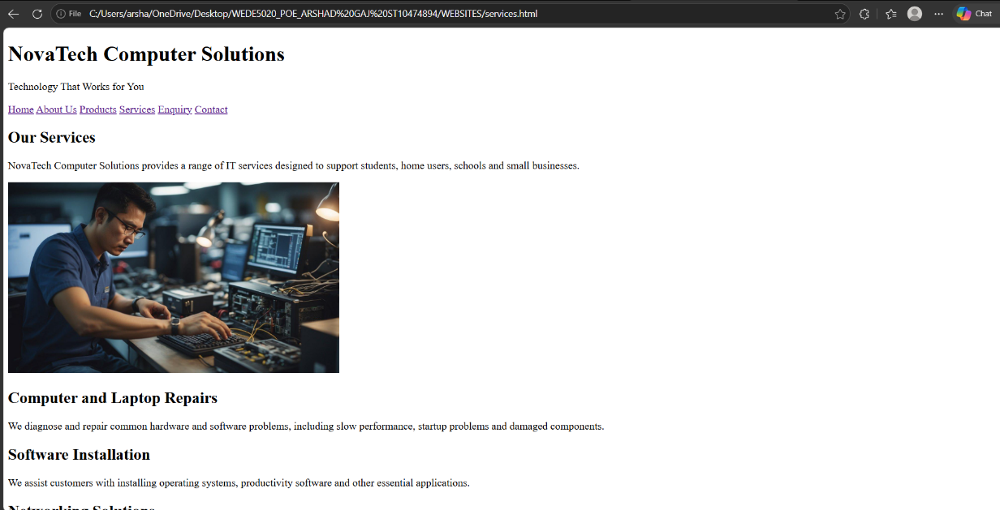 File C:/Users/arsha/OneDrive/Desktop/WEDE5020_POE_ARSHAD%20GAJ%20ST10474894/WEBSITES/services.html
Chat
NovaTech Computer Solutions
Technology That Works for You
Home About Us Products Services Enquiry Contact
Our Services
NovaTech Computer Solutions provides a range of IT services designed to support students, home users, schools and small businesses.
Computer and Laptop Repairs
We diagnose and repair common hardware and software problems, including slow performance, startup problems and damaged components.
Software Installation
We assist customers with installing operating systems, productivity software and other essential applications.
Networking Solutions